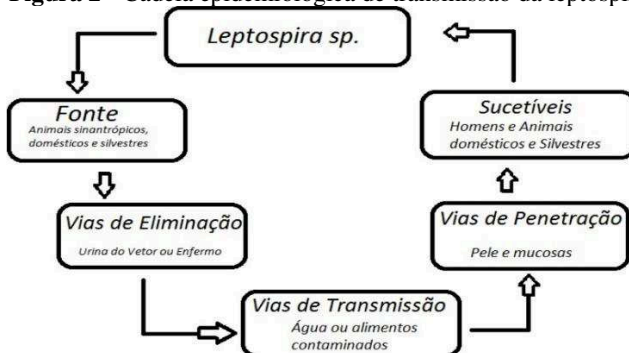 Leptospira sp.
Fonte
Animais sinantrópicos,
domésticos e silvestres
Vias de Eliminação
Urina do Vetor ou Enfermo
Vias de Transmissão
Água ou alimentos
contaminados
Vias de Penetração
Pele e mucosas
Sucetíveis
Homens e Animais
domésticos e Silvestres